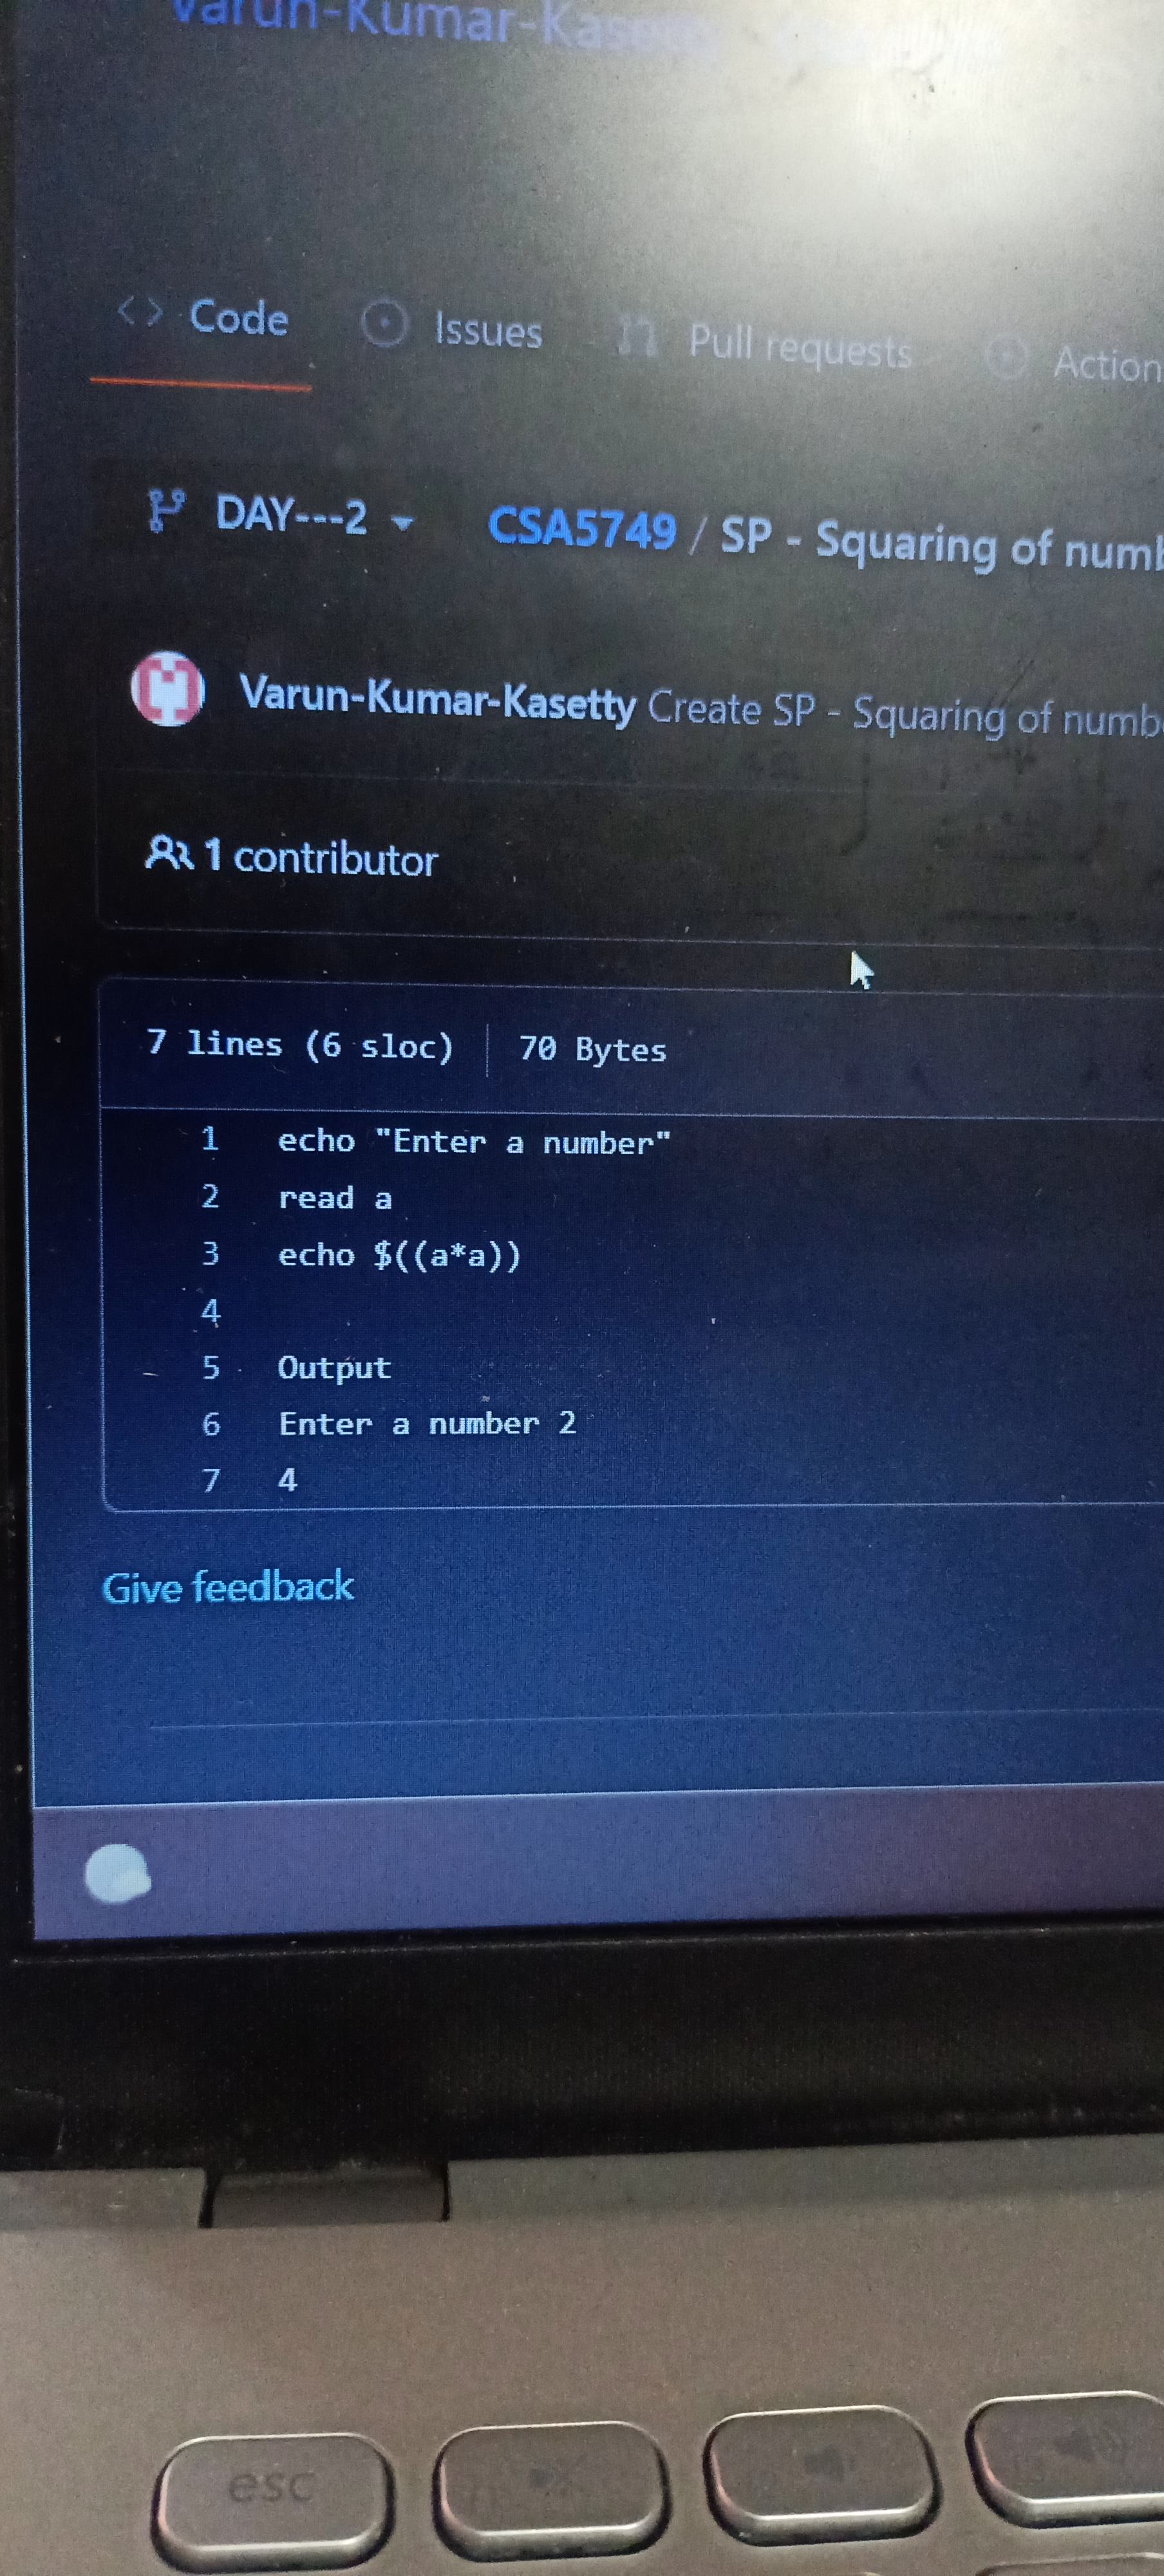 Varun-Kumar-Kasetty
Code Issues Pull requests Action
DAY---2 CSA5749 / SP - Squaring of numb
Varun-Kumar-Kasetty Create SP - Squaring of numb
1 contributor
7 lines (6 sloc) 70 Bytes
1 echo "Enter a number"
2 read a
3 echo $((a*a))
4
5 Output
6 Enter a number 2
7 4
Give feedback
esc